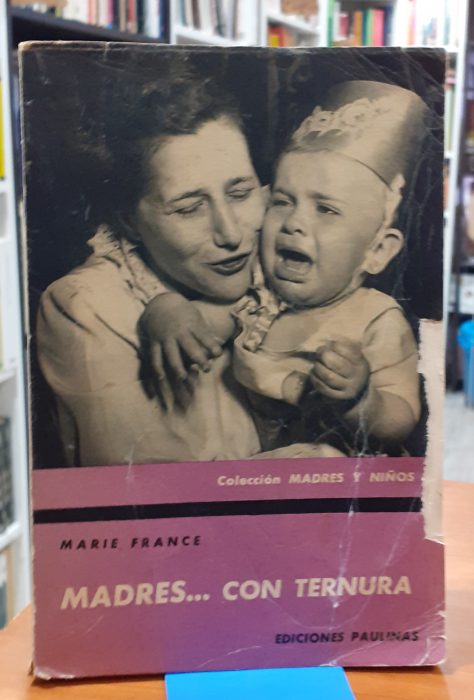 Colección MADRES Y NIÑOS
MARIE FRANCE
MADRES... CON TERNURA
EDICIONES PAULINAS